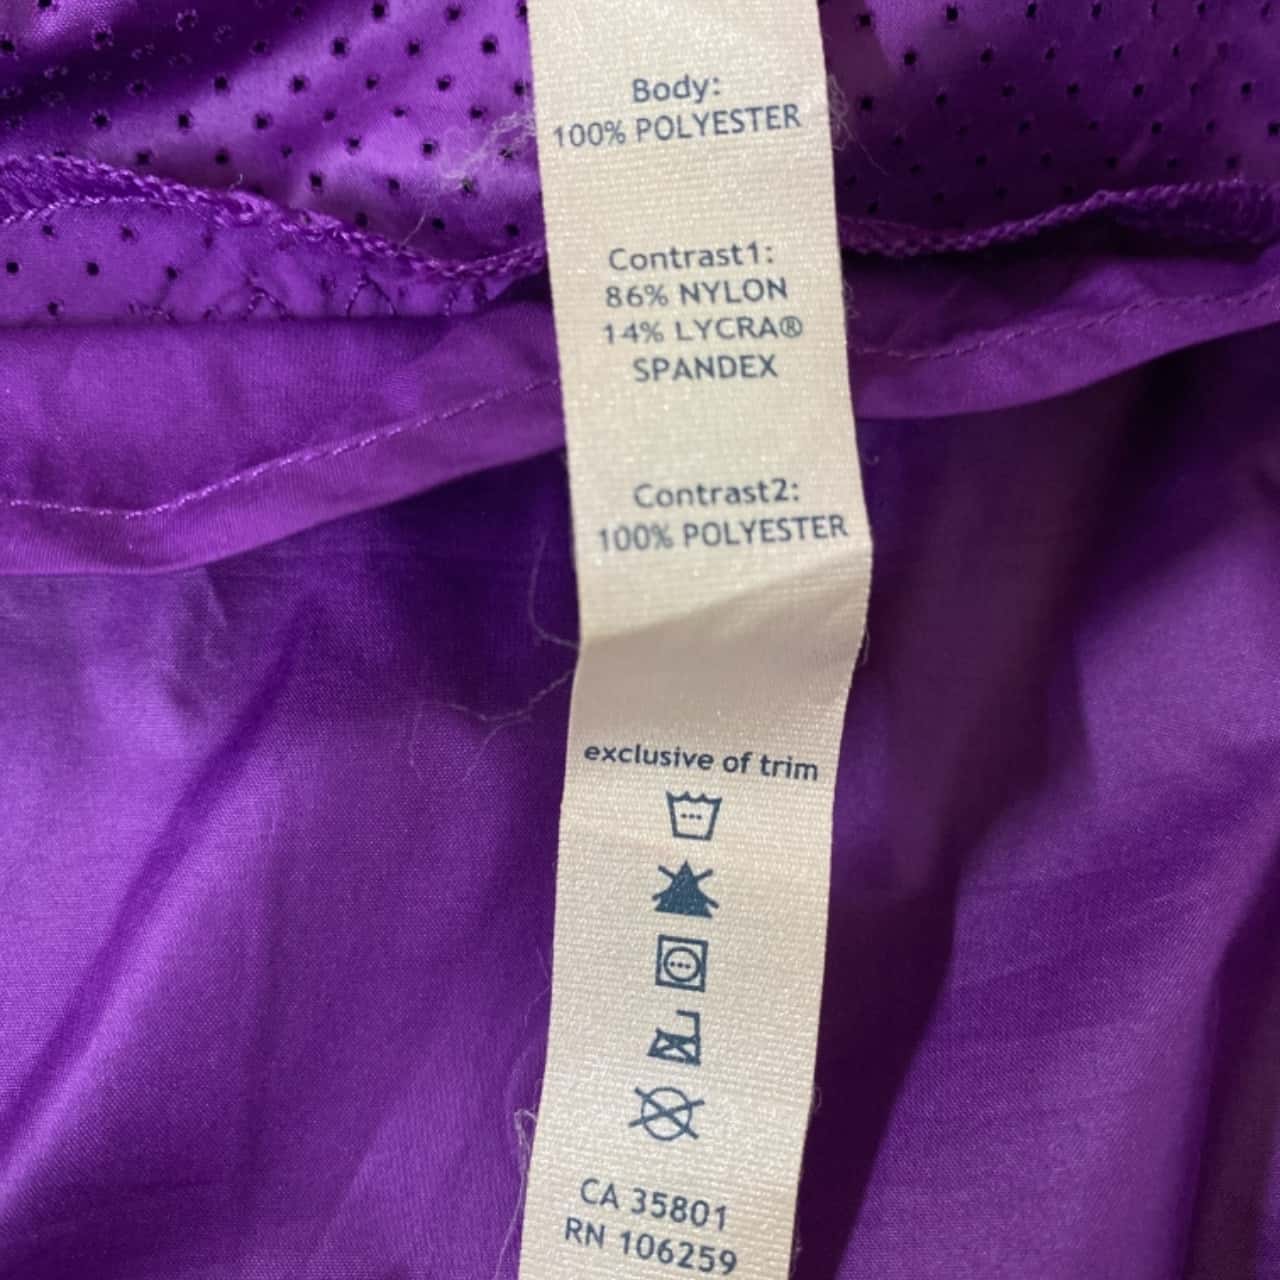 Body:
100% POLYESTER
Contrast1:
86% NYLON
14% LYCRA®
SPANDEX
Contrast2:
100% POLYESTER
exclusive of trim
CA 35801
RN 106259